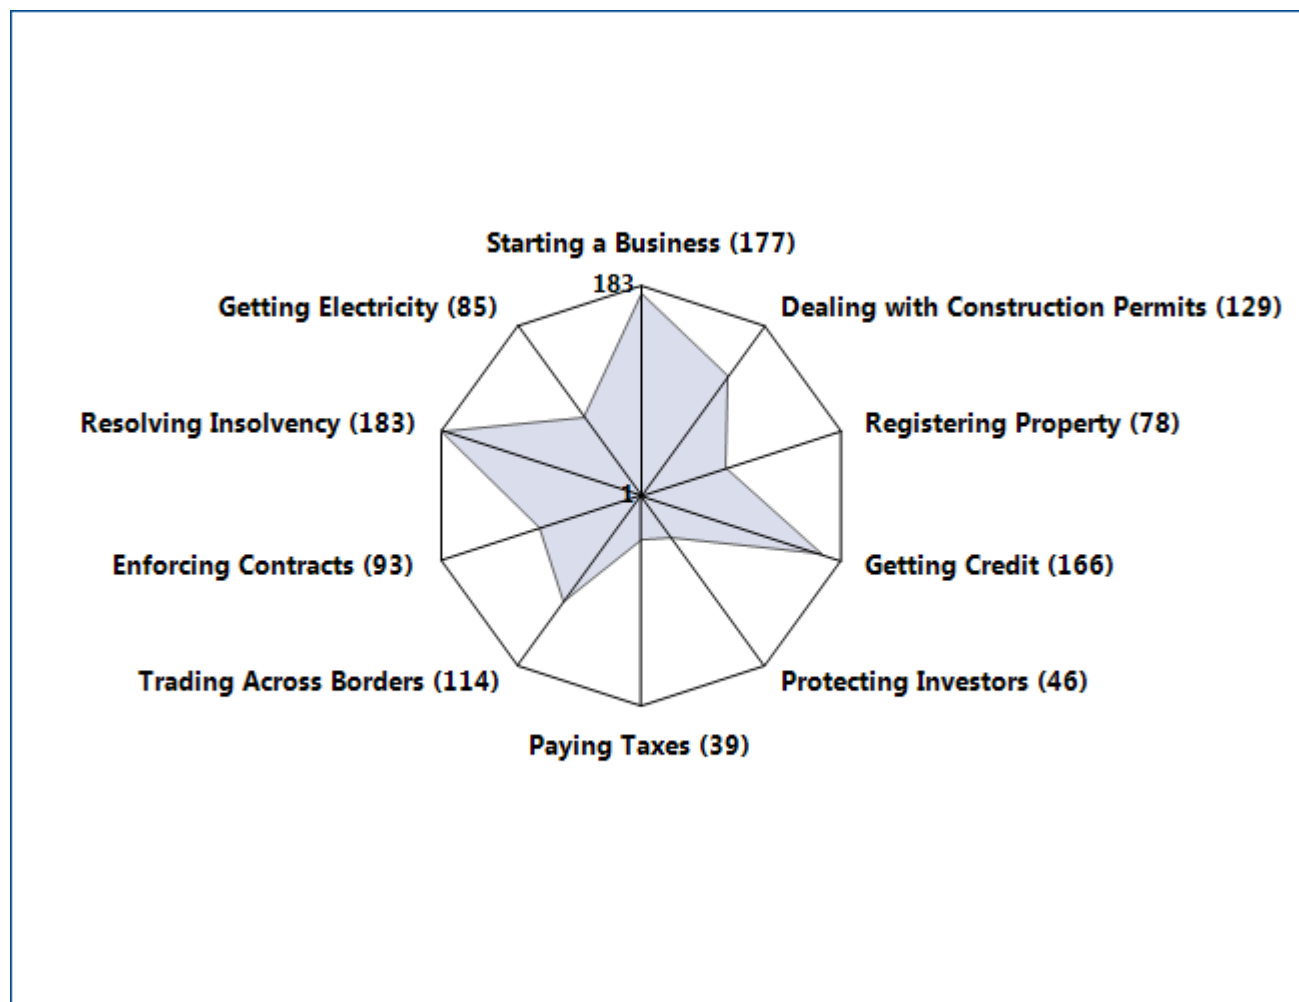 Starting a Business (177)
183
Getting Electricity (85)
Dealing with Construction Permits (129)
Resolving Insolvency (183)
Registering Property (78)
1
Enforcing Contracts (93)
Getting Credit (166)
Trading Across Borders (114)
Protecting Investors (46)
Paying Taxes (39)